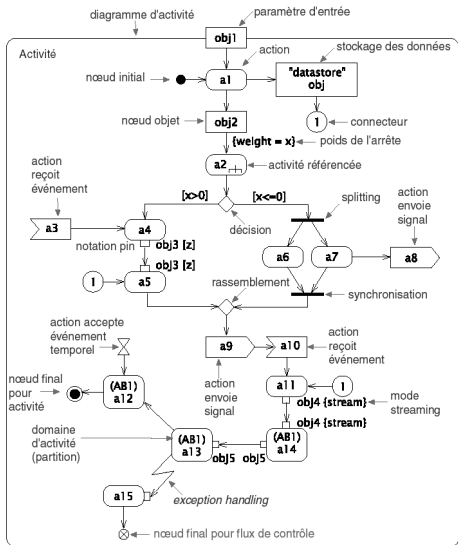 diagramme d'activité
paramètre d'entrée
obj1
Activité
action
stockage des données
nœud initial
a1
"datastore"
obj
nœud objet
obj2
1
connecteur
{weight = x}
poids de l'arrête
a2
activité référencée
action
reçoit
événement
[x>0]
[x<=0]
action
envoie
signal
splitting
a3
a4
décision
notation pin
obj3 [z]
a6
a7
a8
obj3 [z]
1
a5
rassemblement
synchronisation
action accepte
événement
temporel
a9
a10
action
reçoit
événement
nœud final
pour
activité
(AB1)
a12
action
envoie
signal
a11
1
obj4 {stream}
mode
streaming
obj4 {stream}
domaine
d'activité
(partition)
(AB1)
a13
obj5
obj5
(AB1)
a14
a15
exception handling
nœud final pour flux de contrôle